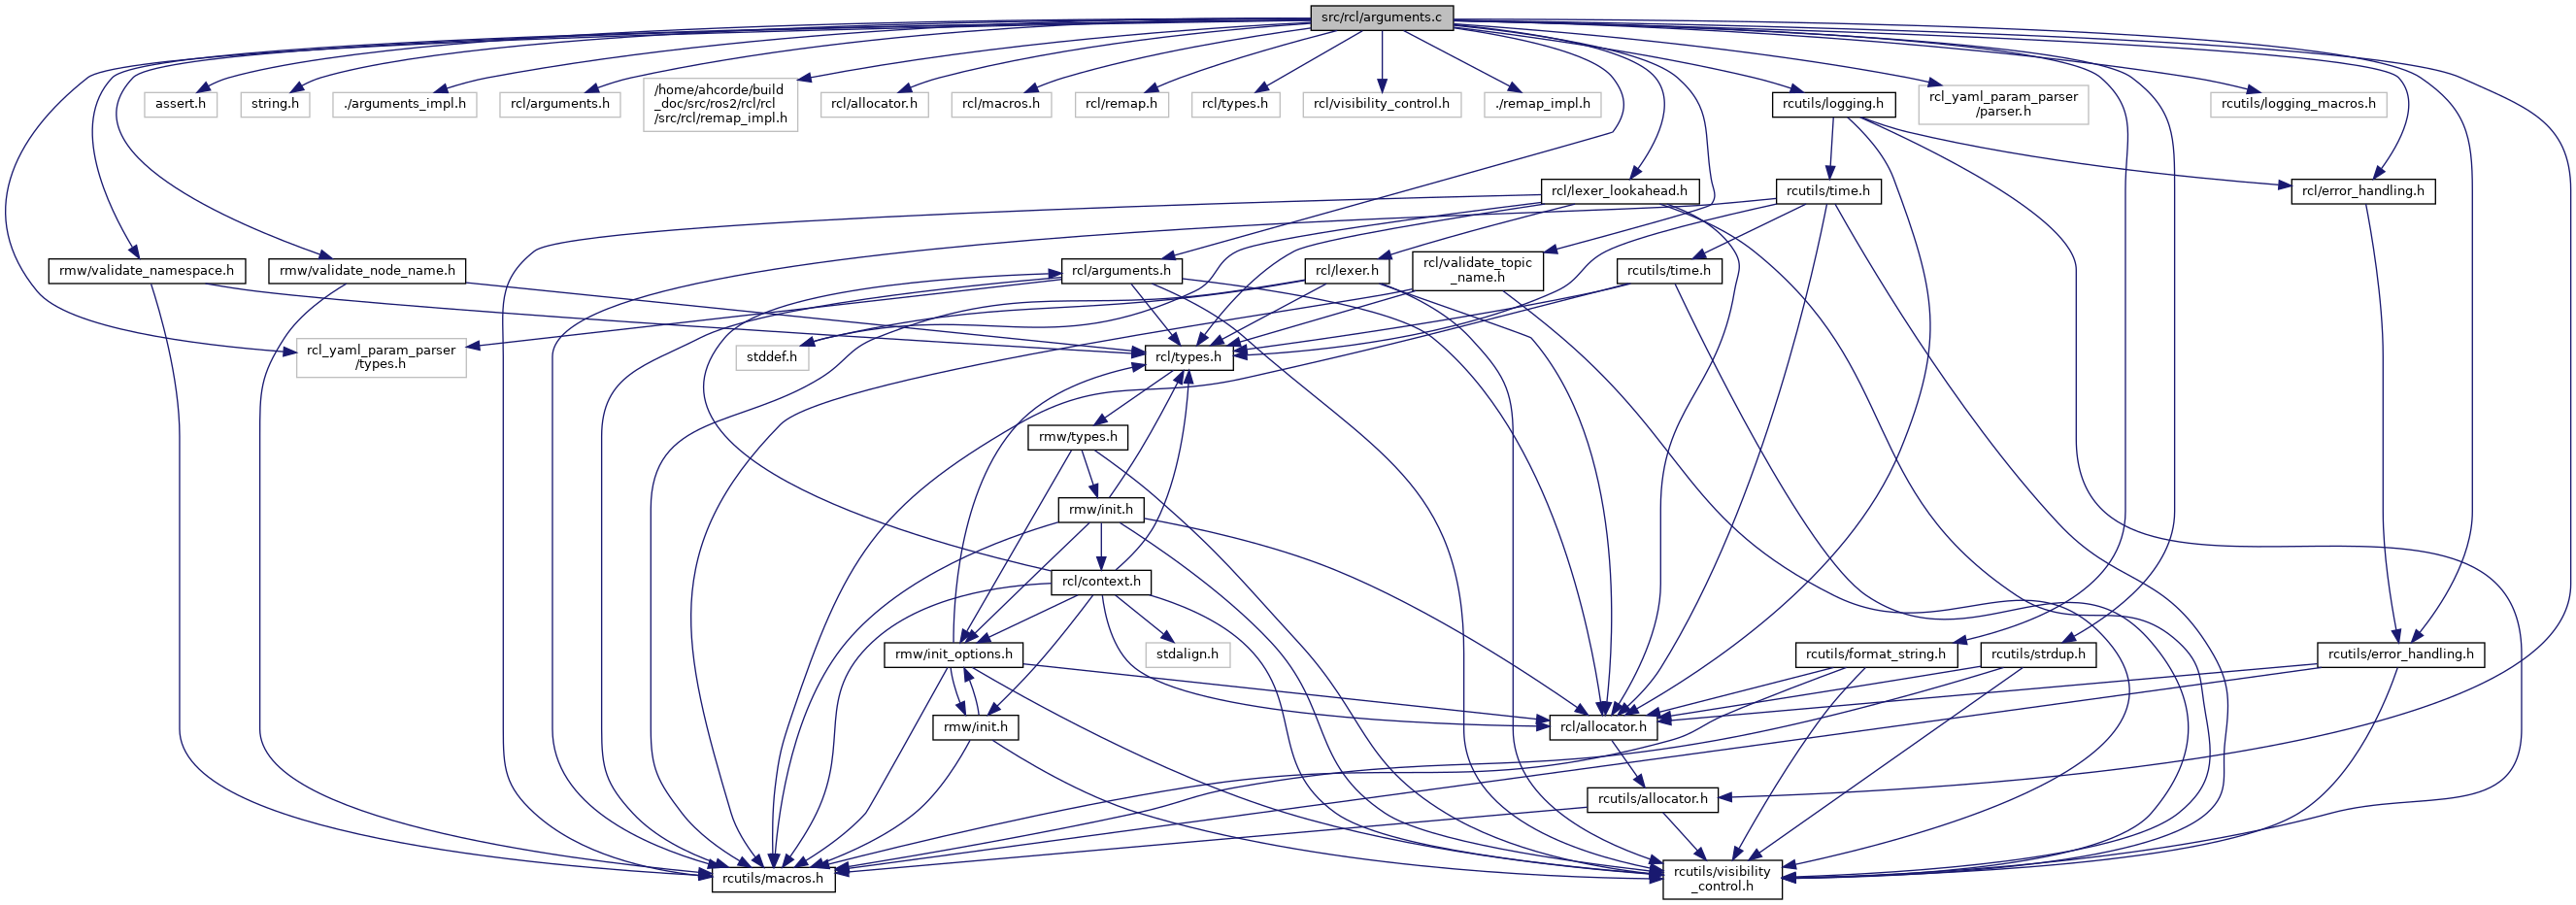 src/rcl/arguments.c
assert.h
string.h
./arguments_impl.h
rcl/arguments.h
/home/ahcorde/build
_doc/src/ros2/rcl/rcl
/src/rcl/remap_impl.h
rcl/allocator.h
rcl/macros.h
rcl/remap.h
rcl/types.h
rcl/visibility_control.h
./remap_impl.h
rcutils/logging.h
rcl_yaml_param_parser
/parser.h
rcutils/logging_macros.h
rcl/lexer_lookahead.h
rcutils/time.h
rcl/error_handling.h
rmw/validate_namespace.h
rmw/validate_node_name.h
rcl/arguments.h
rcl/lexer.h
rcl/validate_topic
_name.h
rcutils/time.h
rcl_yaml_param_parser
/types.h
stddef.h
rcl/types.h
rmw/types.h
rmw/init.h
rcl/context.h
rmw/init_options.h
stdalign.h
rcutils/format_string.h
rcutils/strdup.h
rcutils/error_handling.h
rmw/init.h
rcl/allocator.h
rcutils/allocator.h
rcutils/macros.h
rcutils/visibility
_control.h